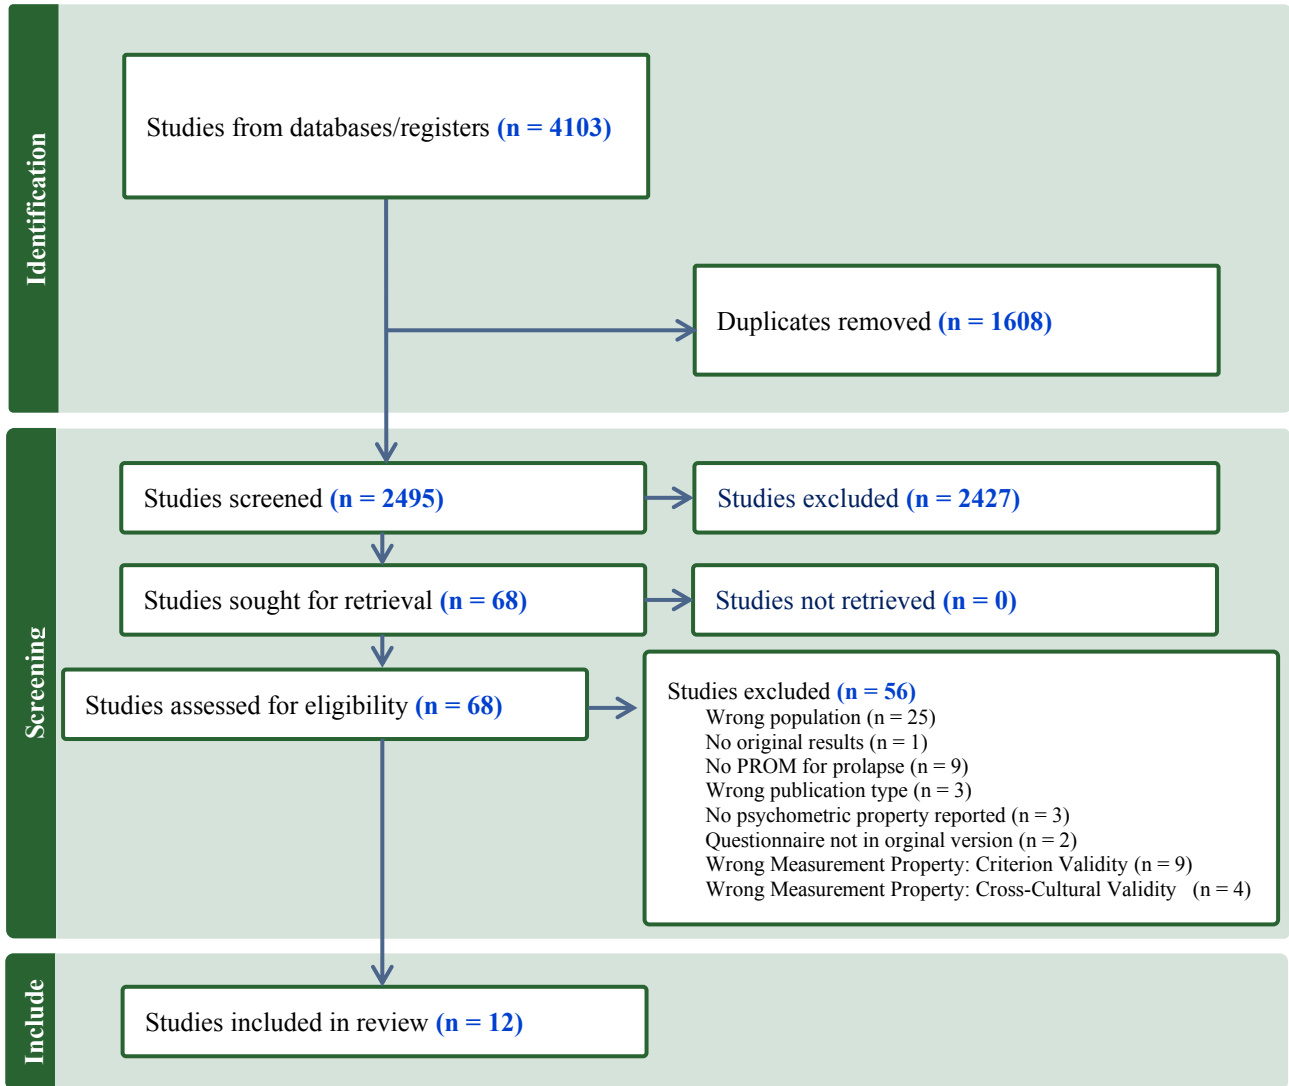 Identification
Studies from databases/registers (n = 4103)
Duplicates removed (n = 1608)
Screening
Studies screened (n = 2495)
Studies excluded (n = 2427)
Studies sought for retrieval (n = 68)
Studies not retrieved (n = 0)
Studies assessed for eligibility (n = 68)
Studies excluded (n = 56)
Wrong population (n = 25)
No original results (n = 1)
No PROM for prolapse (n = 9)
Wrong publication type (n = 3)
No psychometric property reported (n = 3)
Questionnaire not in orginal version (n = 2)
Wrong Measurement Property: Criterion Validity (n = 9)
Wrong Measurement Property: Cross-Cultural Validity (n = 4)
Include
Studies included in review (n = 12)